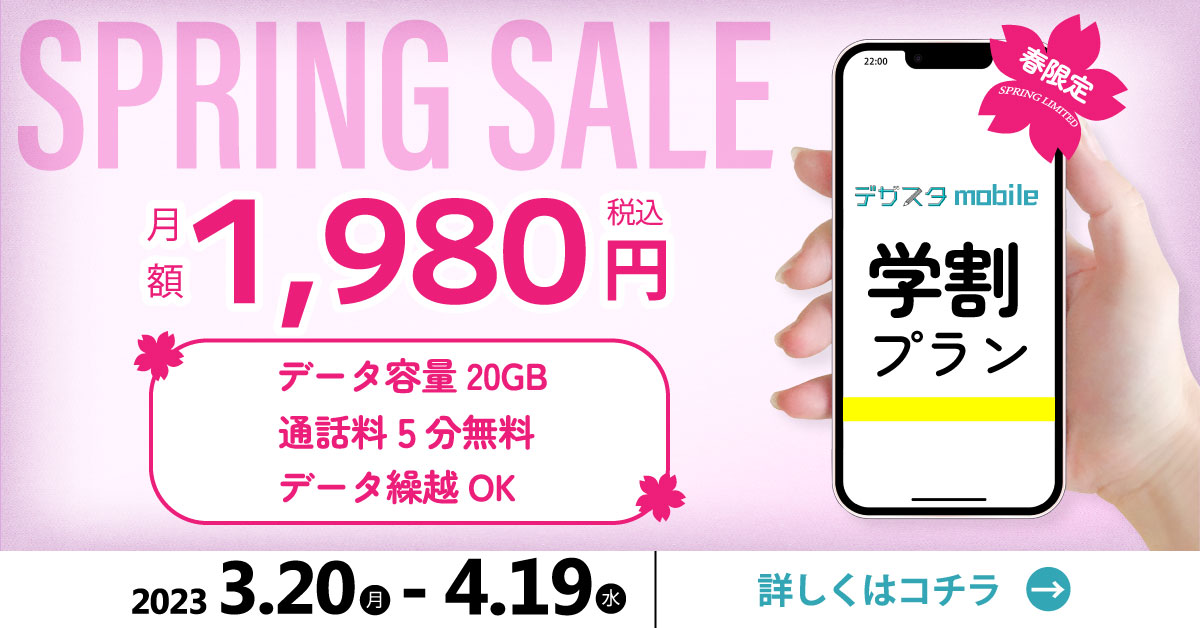 SPRING SALE
月額 1,980円 税込
データ容量 20GB
通話料 5 分無料
データ繰越 OK
22:00
春限定
SPRING LIMITED
デザスタ mobile
学割
プラン
2023 3.20 月 - 4.19 水
詳しくはコチラ →